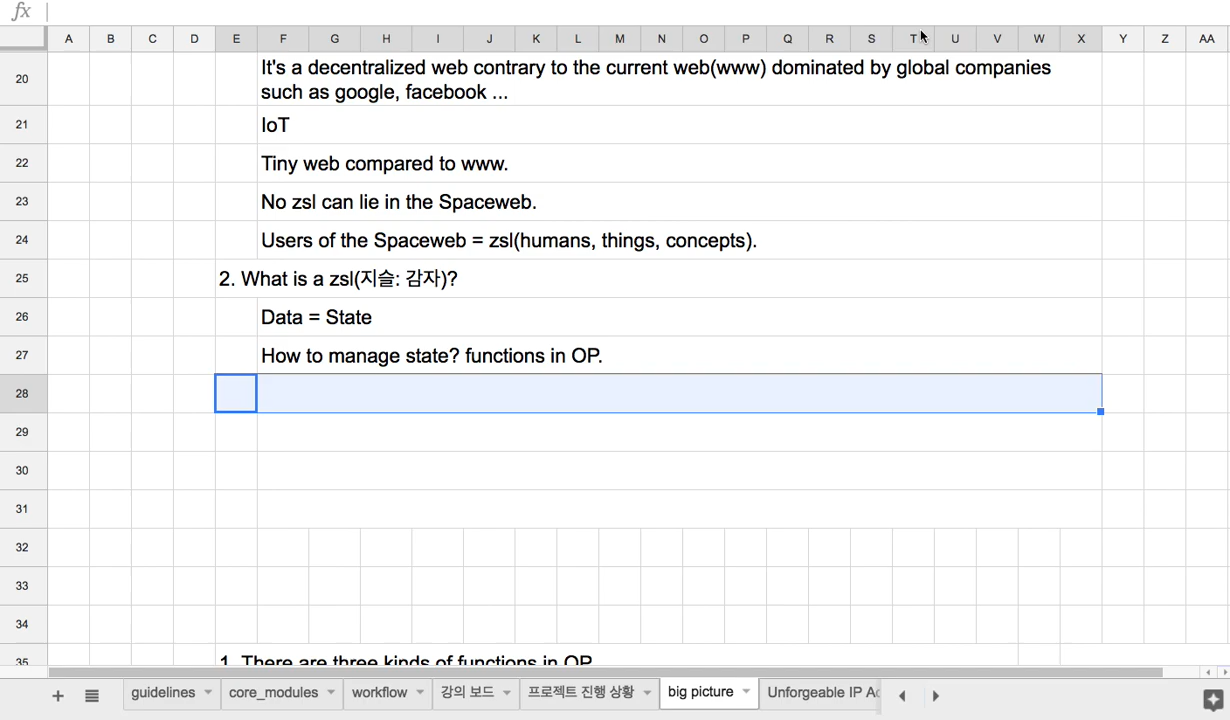 fx
A B C D E F G H I J K L M N O P Q R S T U V W X Y Z AA
20 It's a decentralized web contrary to the current web(www) dominated by global companies
such as google, facebook ...
21 IoT
22 Tiny web compared to www.
23 No zsl can lie in the Spaceweb.
24 Users of the Spaceweb = zsl(humans, things, concepts).
25 2. What is a zsl(지슬: 감자)?
26 Data = State
27 How to manage state? functions in OP.
28
29
30
31
32
33
34
35 1. There are three kinds of functions in OP
guidelines core_modules workflow 강의 보드 프로젝트 진행 상황 big picture Unforgeable IP